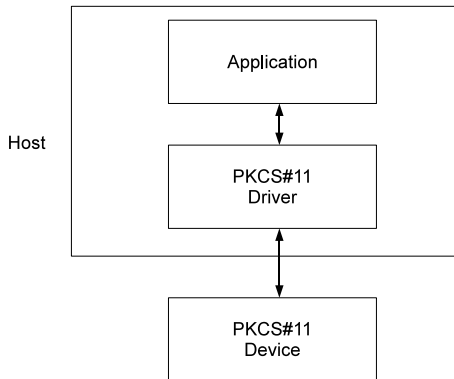 Application
Host
PKCS#11
Driver
PKCS#11
Device